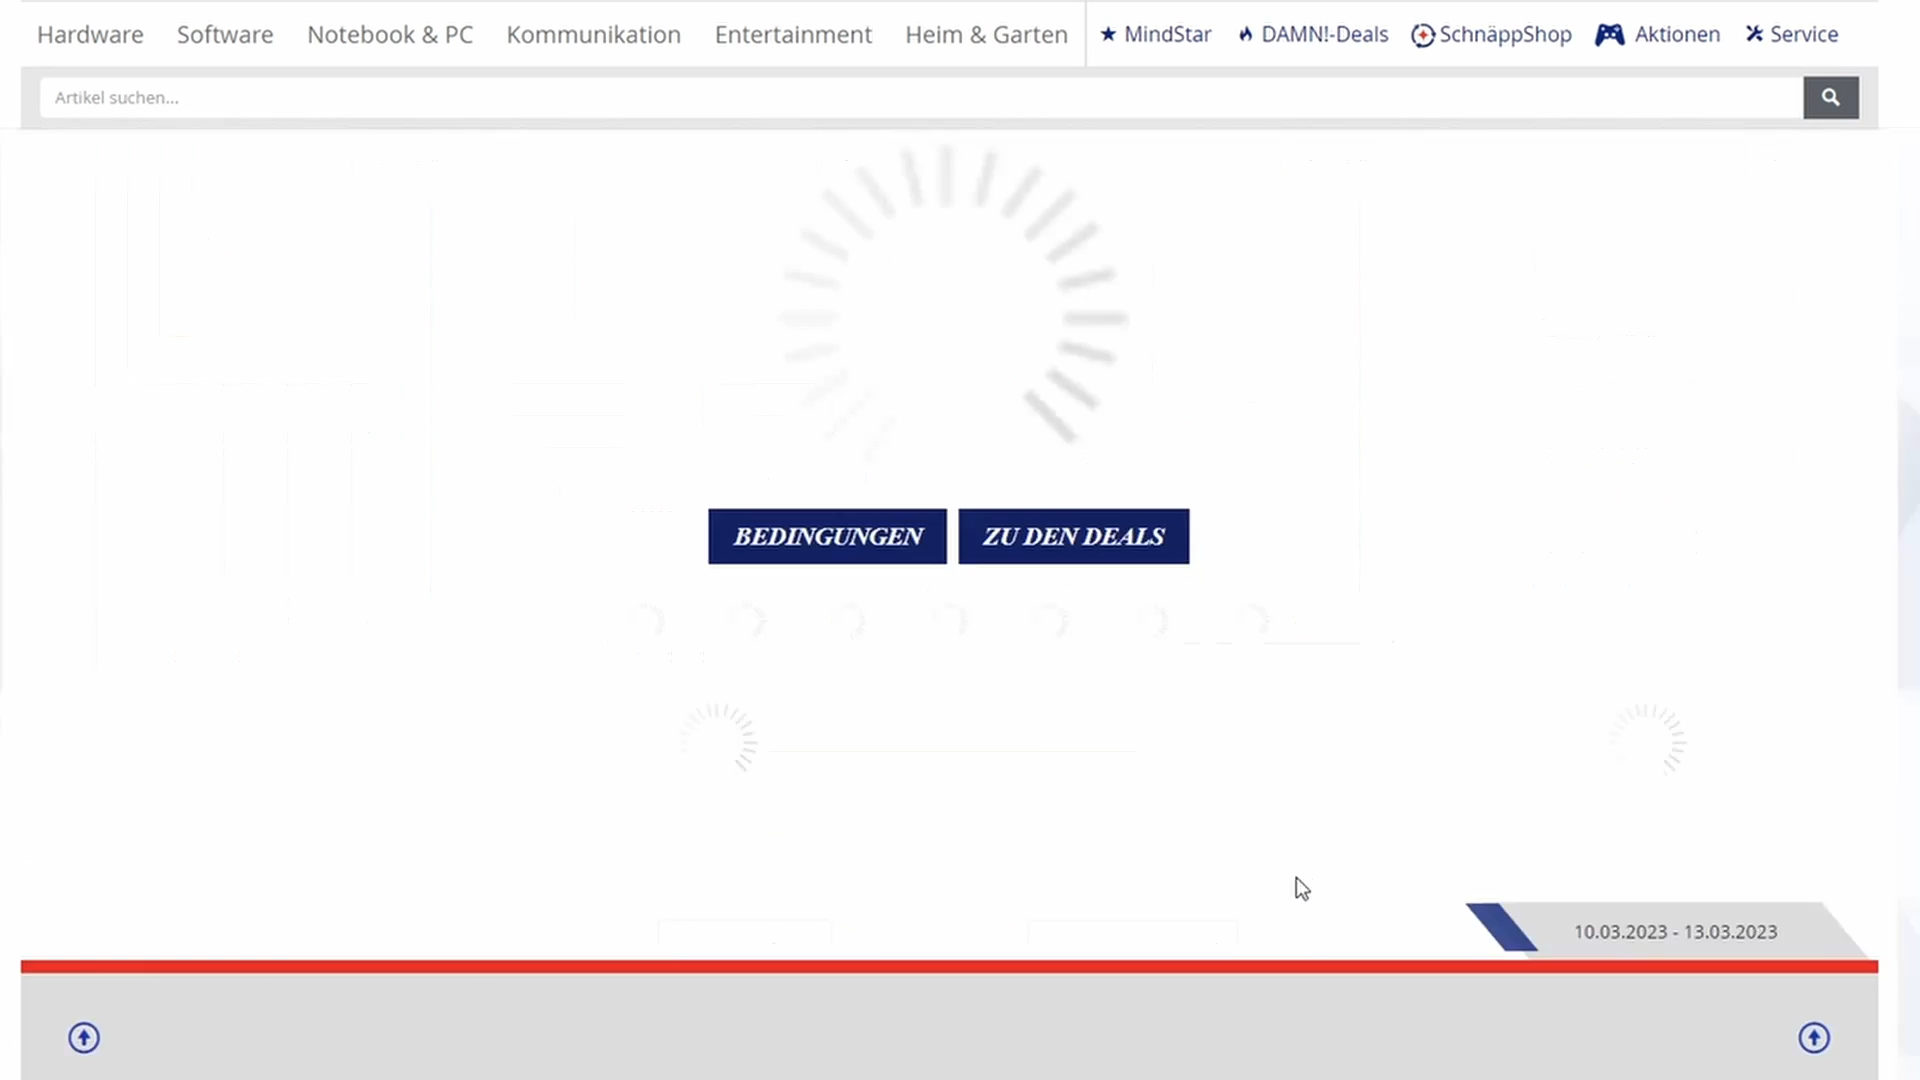 Hardware Software Notebook & PC Kommunikation Entertainment Heim & Garten MindStar DAMN!-Deals SchnäppShop Aktionen Service
Artikel suchen...
BEDINGUNGEN ZU DEN DEALS
10.03.2023 - 13.03.2023